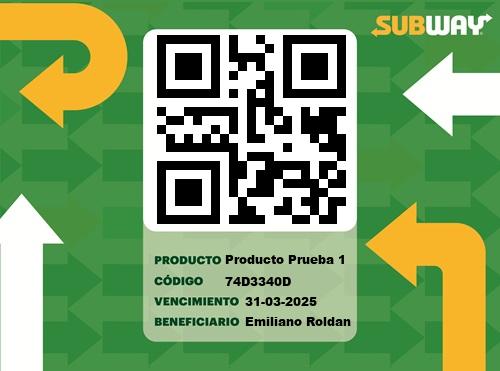 SUBWAY
PRODUCTO Producto Prueba 1
CÓDIGO 74D3340D
VENCIMIENTO 31-03-2025
BENEFICIARIO Emiliano Roldan